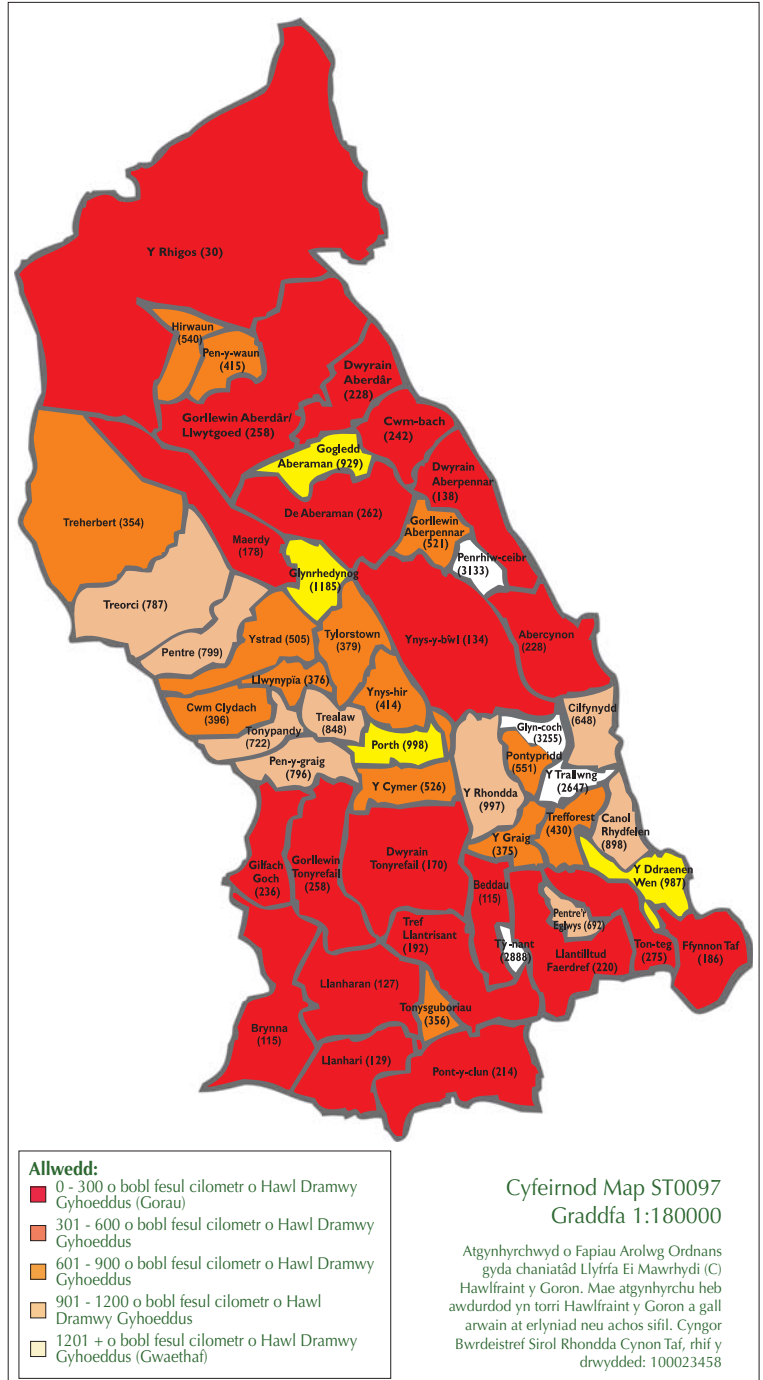 Y Rhigos (30)
Hirwaun
(540)
Pen-y-waun
(415)
Dwyrain
Aberdâr
(228)
Gorllewin Aberdâr/
Llwytgoed (258)
Cwm-bach
(242)
Gogledd
Aberaman (929)
Dwyrain
Aberpennar
(138)
De Aberaman (262)
Gorllewin
Aberpennar
(521)
Treherbert (354)
Maerdy
(178)
Penrhiw-ceibr
(3133)
Glynrhedynog
(1185)
Treorci (787)
Ystrad (505)
Tylorstown
(379)
Ynys-y-bŵl (134)
Abercynon
(228)
Pentre (799)
Llwynypïa (376)
Ynys-hir
(414)
Cwm Clydach
(396)
Trealaw
(848)
Cilfynydd
(648)
Tonypandy
(722)
Glyn-coch
(3255)
Porth (998)
Pontypridd
(551)
Pen-y-graig
(796)
Y Trallwng
(2647)
Y Cymer (526)
Y Rhondda
(997)
Trefforest
(430)
Canol
Rhydfelen
(898)
Y Graig
(375)
Gilfach
Goch
(236)
Gorllewin
Tonyrefail
(258)
Dwyrain
Tonyrefail (170)
Y Ddraenen
Wen (987)
Beddau
(115)
Pentre'r
Eglwys (692)
Tref
Llantrisant
(192)
Tŷ-nant
(2888)
Llantilltud
Faerdref (220)
Ton-teg
(275)
Ffynnon Taf
(186)
Llanharan (127)
Tonysguboriau
(356)
Brynna
(115)
Llanhari (129)
Pont-y-clun (214)
Allwedd:
0 - 300 o bobl fesul cilometr o Hawl Dramwy
Gyhoeddus (Gorau)
301 - 600 o bobl fesul cilometr o Hawl Dramwy
Gyhoeddus
601 - 900 o bobl fesul cilometr o Hawl Dramwy
Gyhoeddus
901 - 1200 o bobl fesul cilometr o Hawl
Dramwy Gyhoeddus
1201 + o bobl fesul cilometr o Hawl Dramwy
Gyhoeddus (Gwaethaf)
Cyfeirnod Map ST0097
Graddfa 1:180000
Atgynhyrchwyd o Fapiau Arolwg Ordnans
gyda chaniatâd Llyfrfa Ei Mawrhydi (C)
Hawlfraint y Goron. Mae atgynhyrchu heb
awdurdod yn torri Hawlfraint y Goron a gall
arwain at erlyniad neu achos sifil. Cyngor
Bwrdeistref Sirol Rhondda Cynon Taf, rhif y
drwydded: 100023458